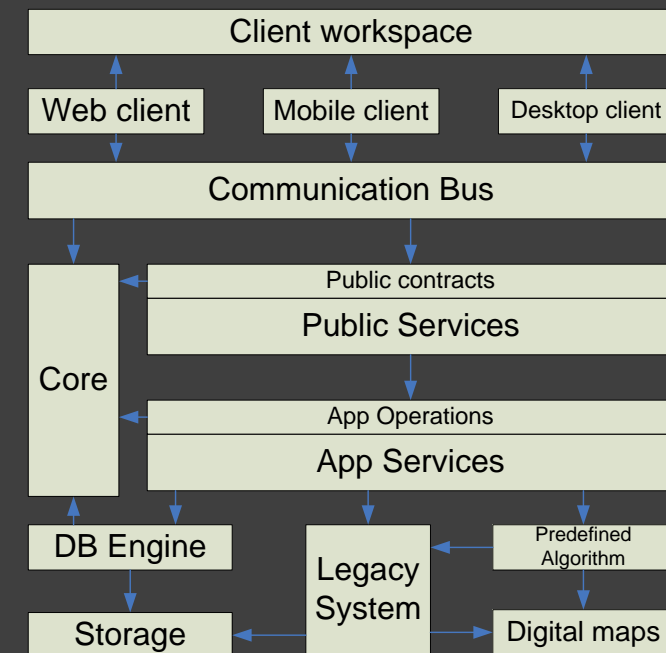 Client workspace
Web client
Mobile client
Desktop client
Communication Bus
Public contracts
Public Services
Core
App Operations
App Services
DB Engine
Legacy
System
Predefined
Algorithm
Storage
Digital maps